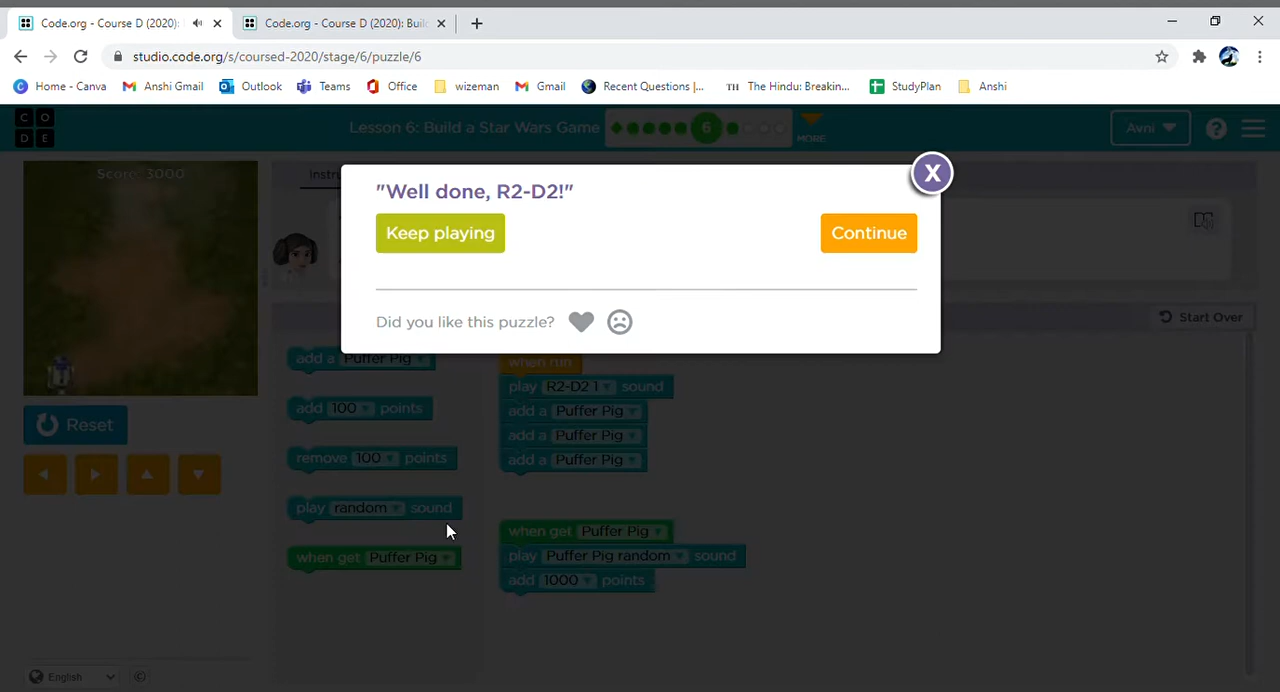 Code.org - Course D (2020):
Code.org - Course D (2020): Buil
studio.code.org/s/coursed-2020/stage/6/puzzle/6
Home - Canva Anshi Gmail Outlook Teams Office wizeman Gmail Recent Questions |... TH The Hindu: Breakin... StudyPlan Anshi
C O D E
Lesson 6: Build a Star Wars Game
6
MORE
Avni
?
Score: 3000
Instru
"Well done, R2-D2!"
X
Keep playing
Continue
Did you like this puzzle?
Start Over
Reset
add a Puffer Pig
add 100 points
remove 100 points
play random sound
when get Puffer Pig
when run
play R2-D2 1 sound
add a Puffer Pig
add a Puffer Pig
add a Puffer Pig
when get Puffer Pig
play Puffer Pig random sound
add 1000 points
English ©